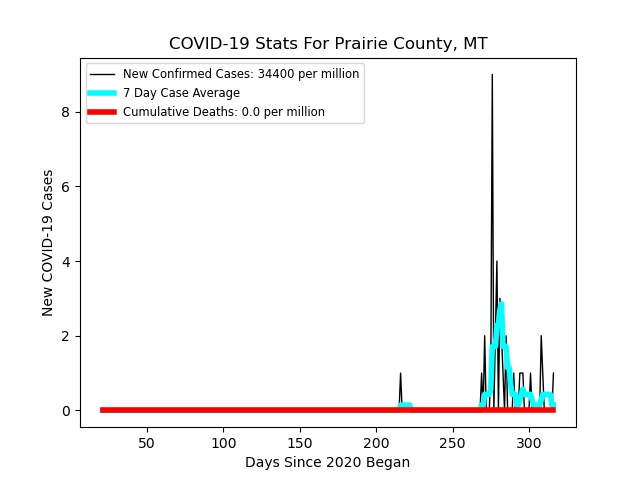 COVID-19 Stats For Prairie County, MT
New Confirmed Cases: 34400 per million
7 Day Case Average
Cumulative Deaths: 0.0 per million
New COVID-19 Cases
8
6
4
2
0
50 100 150 200 250 300
Days Since 2020 Began